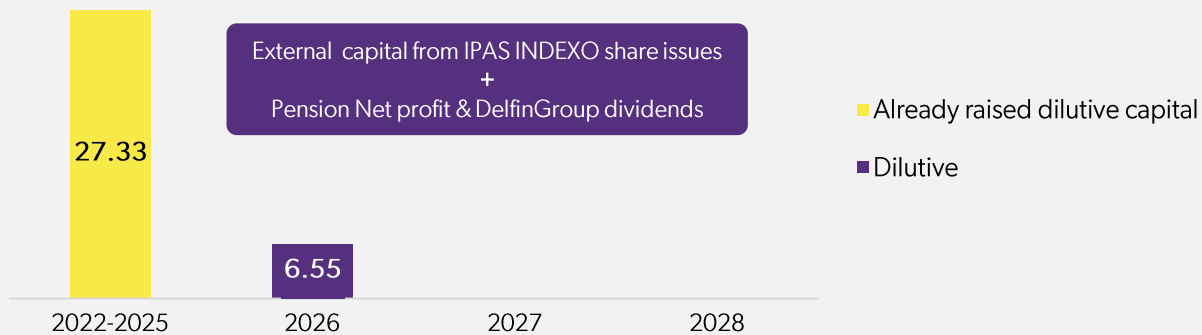 External capital from IPAS INDEXO share issues
+
Pension Net profit & DelfinGroup dividends
27.33
6.55
2022-2025
2026
2027
2028
Already raised dilutive capital
Dilutive